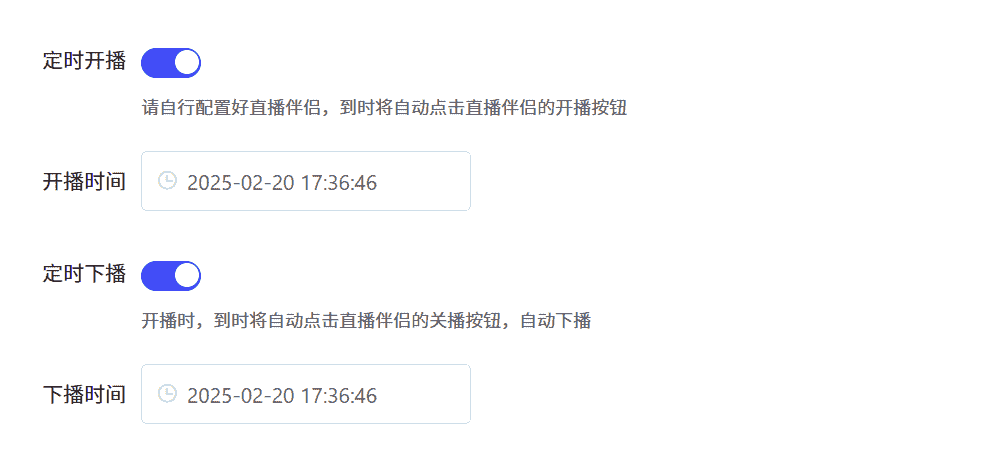 定时开播
请自行配置好直播伴侣，到时将自动点击直播伴侣的开播按钮
开播时间 2025-02-20 17:36:46
定时下播
开播时，到时将自动点击直播伴侣的关播按钮，自动下播
下播时间 2025-02-20 17:36:46